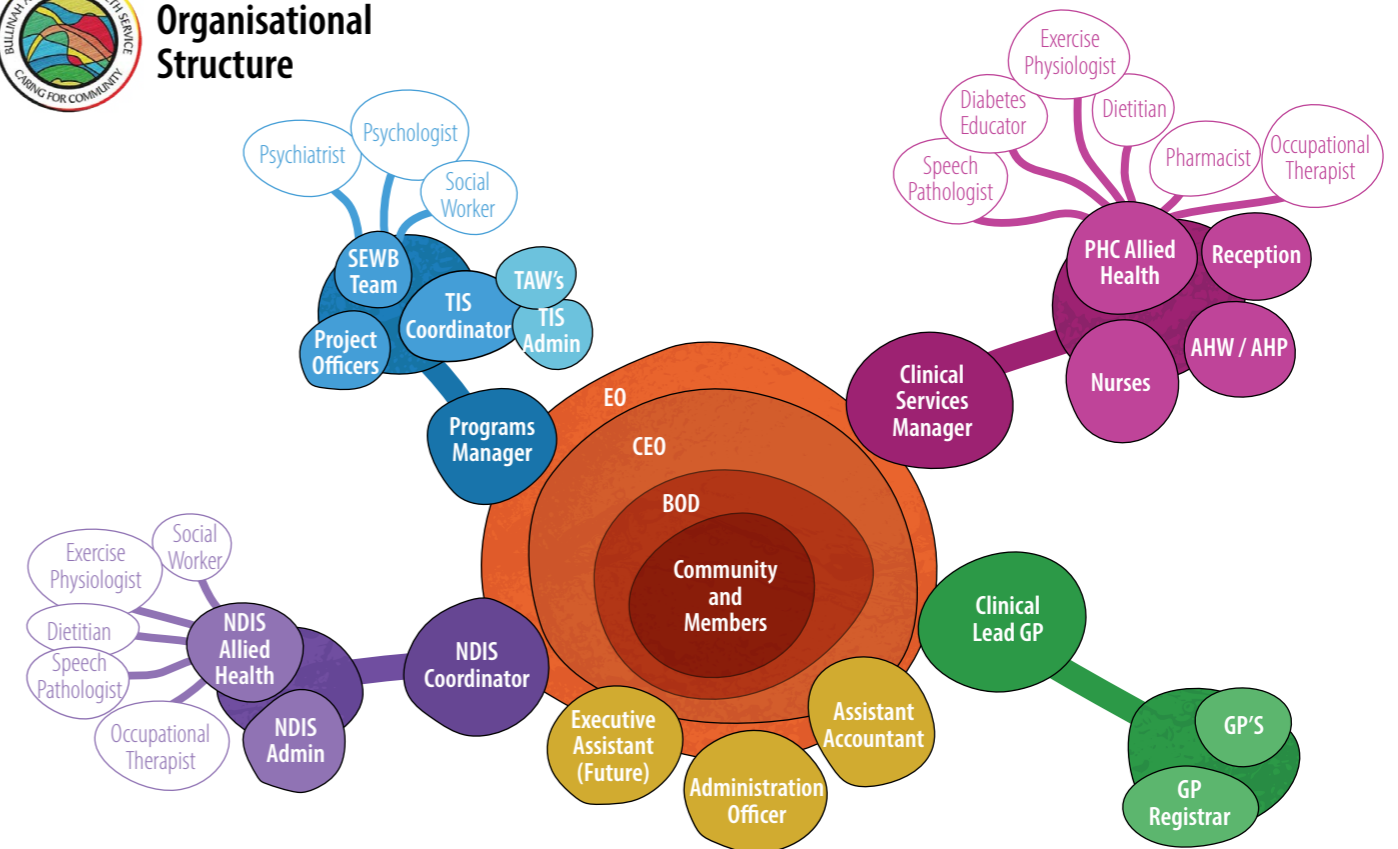 BULLINAH A
TH SERVICE
CARING FOR COMMUNITY
Organisational
Structure
Psychiatrist
Psychologist
Social
Worker
SEWB
Team
TIS
Coordinator
TAW's
TIS
Admin
Project
Officers
Programs
Manager
Exercise
Physiologist
Diabetes
Educator
Dietitian
Speech
Pathologist
Pharmacist
Occupational
Therapist
PHC Allied
Health
Reception
AHW / AHP
Nurses
Clinical
Services
Manager
EO
CEO
BOD
Community
and
Members
Social
Worker
Exercise
Physiologist
Dietitian
Speech
Pathologist
Occupational
Therapist
NDIS
Allied
Health
NDIS
Admin
NDIS
Coordinator
Executive
Assistant
(Future)
Administration
Officer
Assistant
Accountant
Clinical
Lead GP
GP'S
GP
Registrar